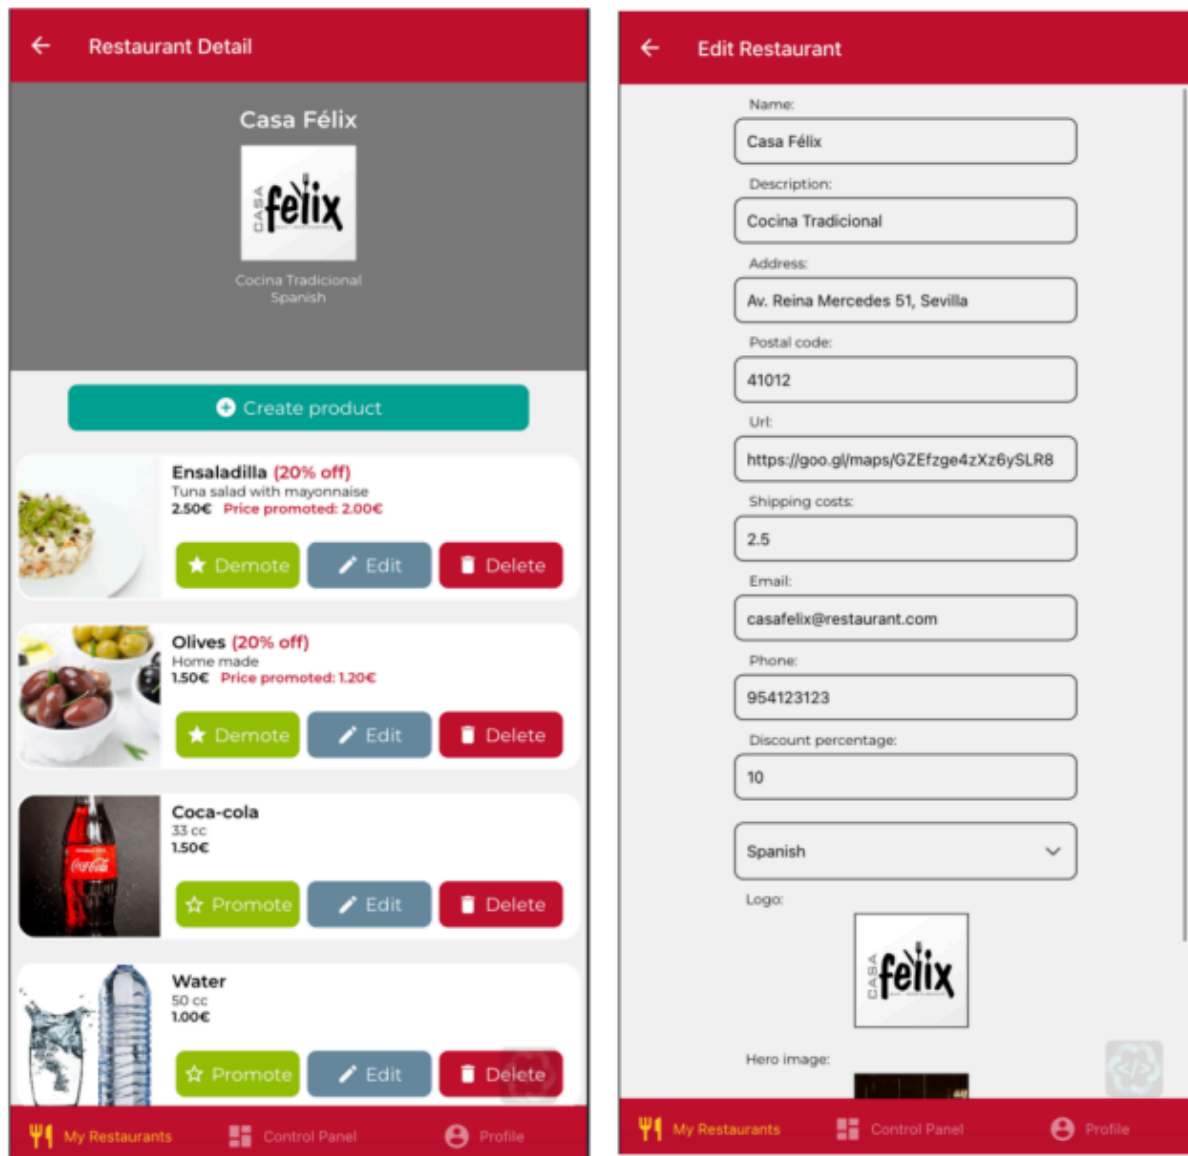 Restaurant Detail
Casa Félix
CASA
felix
Cocina Tradicional
Spanish
Create product
Ensaladilla (20% off)
Tuna salad with mayonnaise
2.50€ Price promoted: 2.00€
Demote Edit Delete
Olives (20% off)
Home made
1.50€ Price promoted: 1.20€
Demote Edit Delete
Coca-cola
33 cc
1.50€
Coca-Cola
Promote Edit Delete
Water
50 cc
1.00€
Promote Edit Delete
My Restaurants Control Panel Profile
Edit Restaurant
Name:
Casa Félix
Description:
Cocina Tradicional
Address:
Av. Reina Mercedes 51, Sevilla
Postal code:
41012
Url:
https://goo.gl/maps/GZEfzge4zXz6ySLR8
Shipping costs:
2.5
Email:
casafelix@restaurant.com
Phone:
954123123
Discount percentage:
10
Spanish
Logo:
CASA
felix
Hero image:
</>
My Restaurants Control Panel Profile